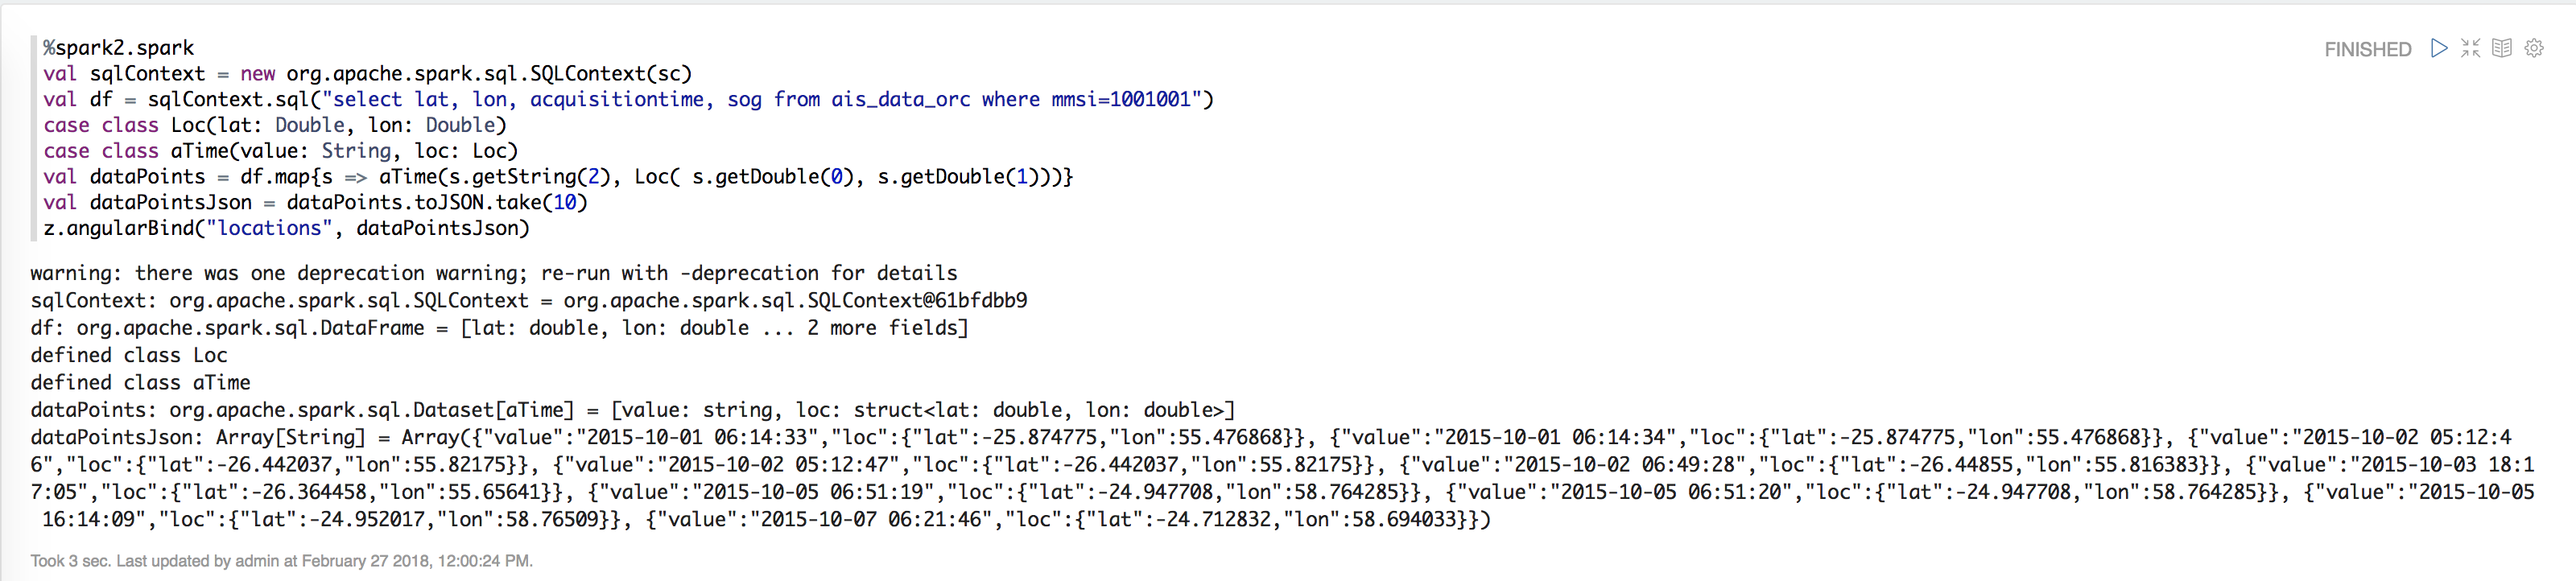 %spark2.spark
FINISHED
val sqlContext = new org.apache.spark.sql.SQLContext(sc)
val df = sqlContext.sql("select lat, lon, acquisitiontime, sog from ais_data_orc where mmsi=1001001")
case class Loc(lat: Double, lon: Double)
case class aTime(value: String, loc: Loc)
val dataPoints = df.map{s => aTime(s.getString(2), Loc( s.getDouble(0), s.getDouble(1)))}
val dataPointsJson = dataPoints.toJSON.take(10)
z.angularBind("locations", dataPointsJson)
warning: there was one deprecation warning; re-run with -deprecation for details
sqlContext: org.apache.spark.sql.SQLContext = org.apache.spark.sql.SQLContext@61bfdbb9
df: org.apache.spark.sql.DataFrame = [lat: double, lon: double ... 2 more fields]
defined class Loc
defined class aTime
dataPoints: org.apache.spark.sql.Dataset[aTime] = [value: string, loc: struct<lat: double, lon: double>]
dataPointsJson: Array[String] = Array({"value":"2015-10-01 06:14:33","loc":{"lat":-25.874775,"lon":55.476868}}, {"value":"2015-10-01 06:14:34","loc":{"lat":-25.874775,"lon":55.476868}}, {"value":"2015-10-02 05:12:4
6","loc":{"lat":-26.442037,"lon":55.82175}}, {"value":"2015-10-02 05:12:47","loc":{"lat":-26.442037,"lon":55.82175}}, {"value":"2015-10-02 06:49:28","loc":{"lat":-26.44855,"lon":55.816383}}, {"value":"2015-10-03 18:1
7:05","loc":{"lat":-26.364458,"lon":55.65641}}, {"value":"2015-10-05 06:51:19","loc":{"lat":-24.947708,"lon":58.764285}}, {"value":"2015-10-05 06:51:20","loc":{"lat":-24.947708,"lon":58.764285}}, {"value":"2015-10-05
16:14:09","loc":{"lat":-24.952017,"lon":58.76509}}, {"value":"2015-10-07 06:21:46","loc":{"lat":-24.712832,"lon":58.694033}})
Took 3 sec. Last updated by admin at February 27 2018, 12:00:24 PM.